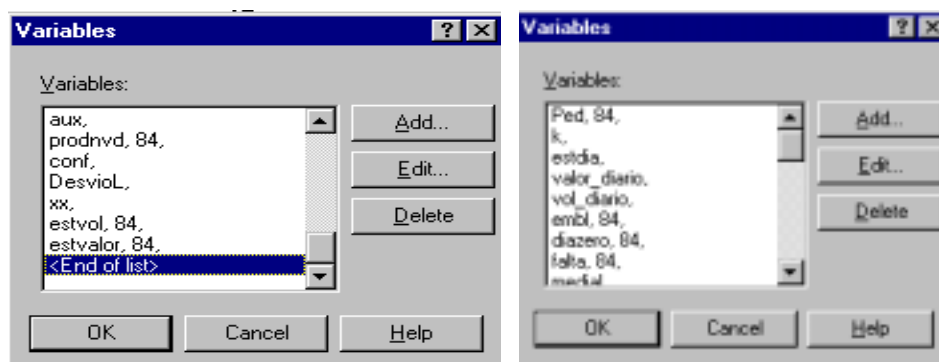 Variables
Variables:
aux,
prodnvd, 84,
conf,
DesvioL,
xx,
estvol, 84,
estvalor, 84,
<End of list>
Add...
Edit...
Delete
OK
Cancel
Help
Variables
Variables:
Ped, 84,
k,
estdia,
valor_diario,
vol_diario,
embl, 84,
diazero, 84,
falta, 84,
medial
Add...
Edit...
Delete
OK
Cancel
Help